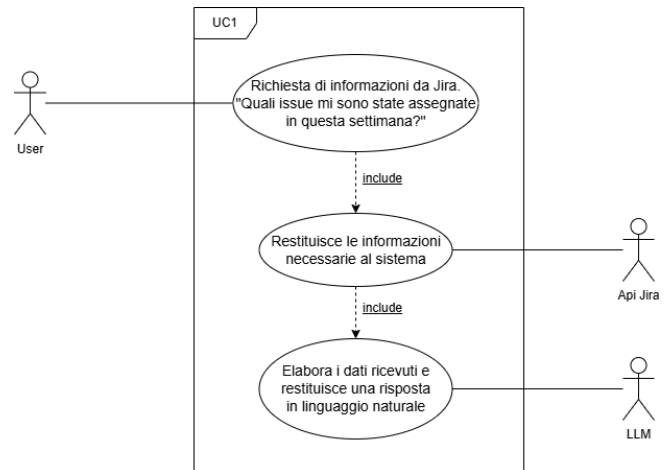 UC1
Richiesta di informazioni da Jira.
"Quali issue mi sono state assegnate
in questa settimana?"
User
include
Restituisce le informazioni
necessarie al sistema
Api Jira
include
Elabora i dati ricevuti e
restituisce una risposta
in linguaggio naturale
LLM